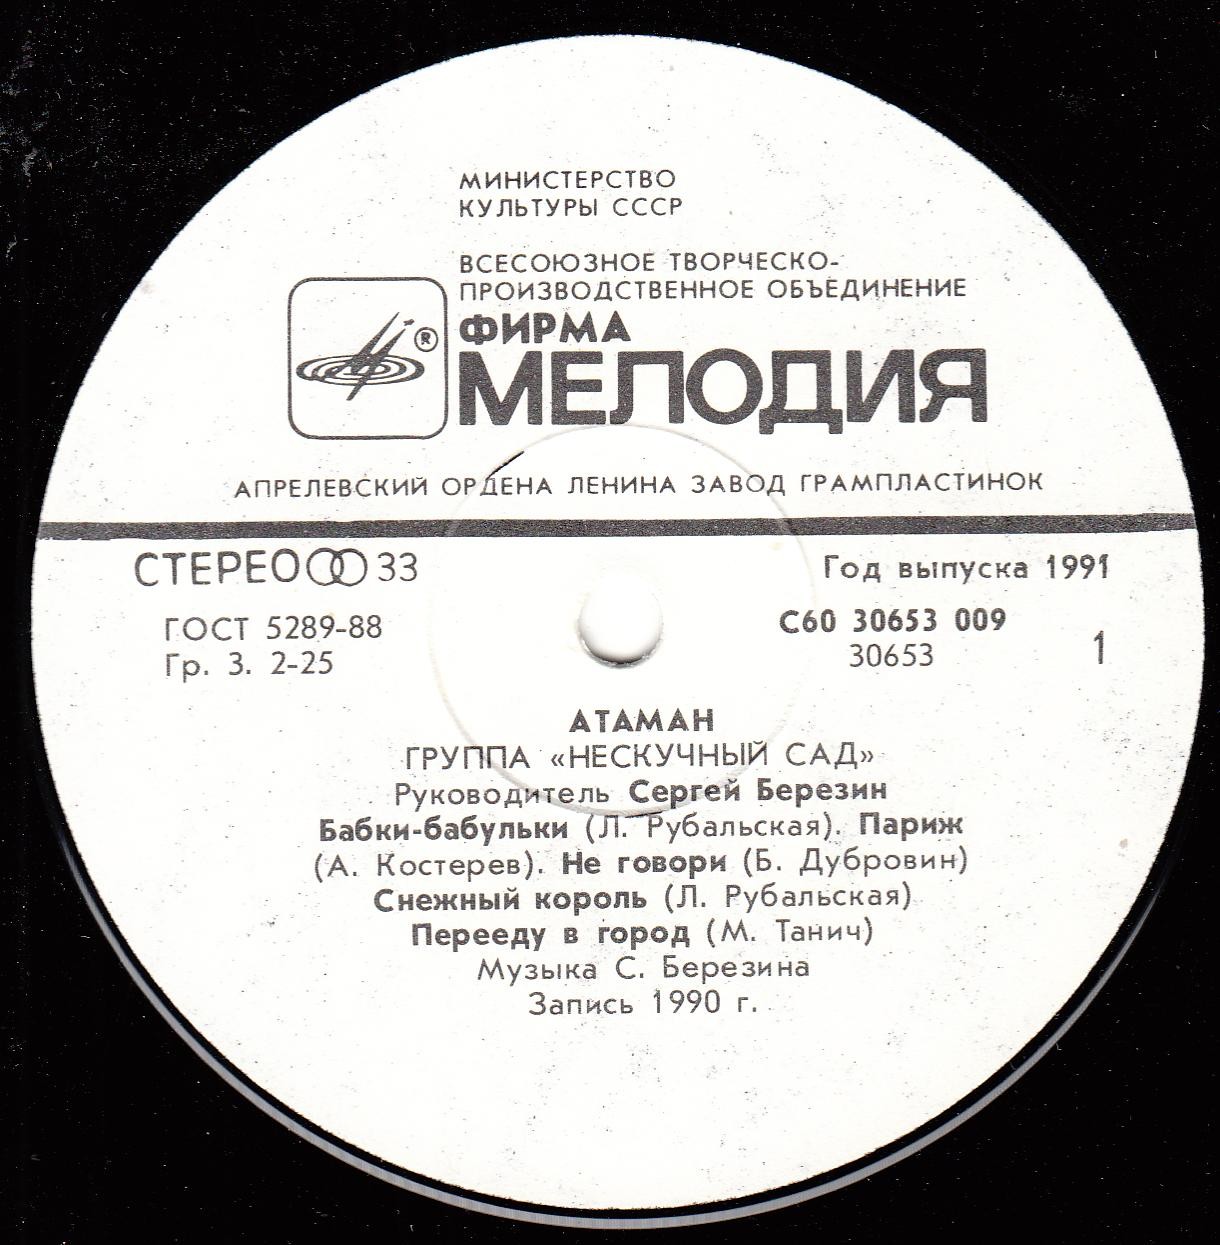 МИНИСТЕРСТВО
КУЛЬТУРЫ СССР
ВСЕСОЮЗНОЕ ТВОРЧЕСКО-
ПРОИЗВОДСТВЕННОЕ ОБЪЕДИНЕНИЕ
ФИРМА
®
МЕЛОДИЯ
АПРЕЛЕВСКИЙ ОРДЕНА ЛЕНИНА ЗАВОД ГРАМПЛАСТИНОК
СТЕРЕО 33
Год выпуска 1991
ГОСТ 5289-88
С60 30653 009
Гр. 3. 2-25
30653
1
АТАМАН
ГРУППА «НЕСКУЧНЫЙ САД»
Руководитель Сергей Березин
Бабки-бабульки (Л. Рубальская). Париж
(А. Костерев). Не говори (Б. Дубровин)
Снежный король (Л. Рубальская)
Перееду в город (М. Танич)
Музыка С. Березина
Запись 1990 г.